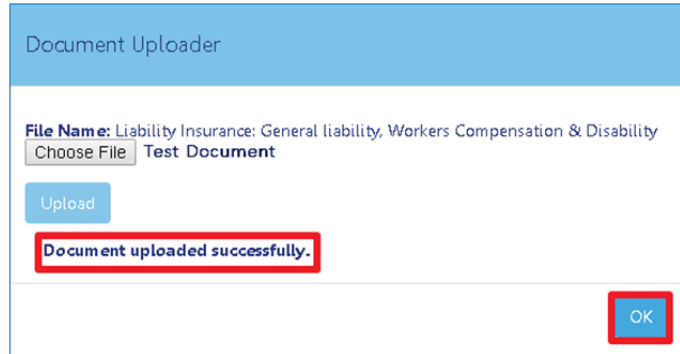 Document Uploader
File Name: Liability Insurance: General liability, Workers Compensation & Disability
Choose File Test Document
Upload
Document uploaded successfully.
OK